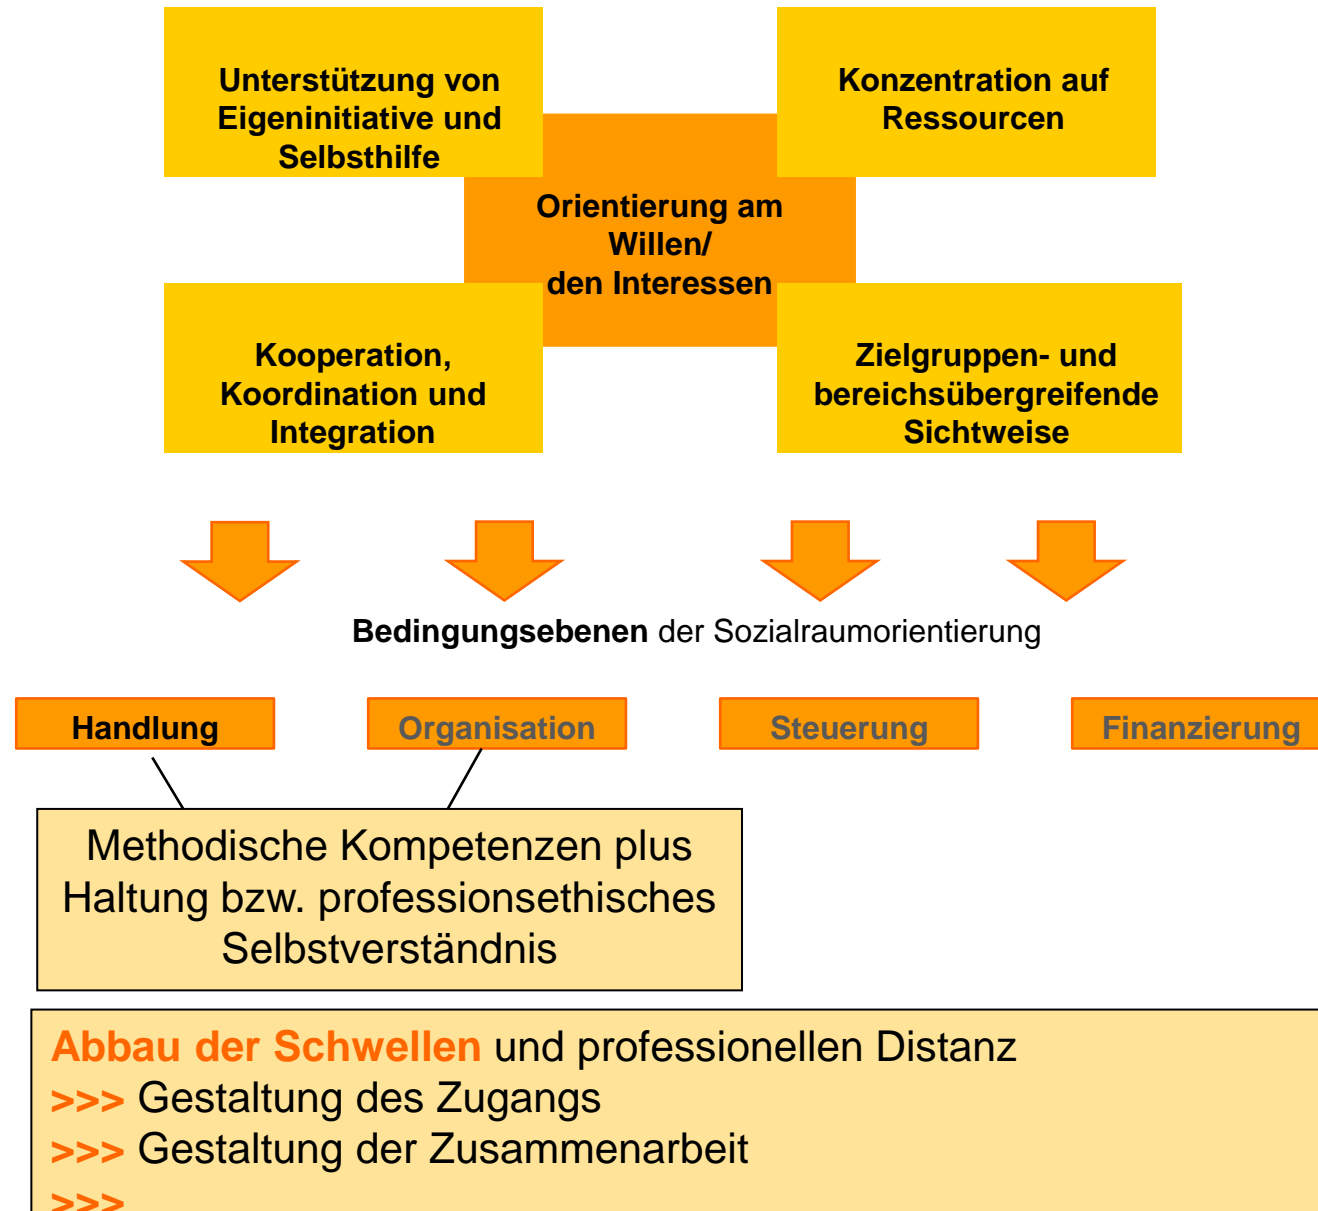 Unterstützung von
Eigeninitiative und
Selbsthilfe
Konzentration auf
Ressourcen
Orientierung am
Willen/
den Interessen
Kooperation,
Koordination und
Integration
Zielgruppen- und
bereichsübergreifende
Sichtweise
Bedingungsebenen der Sozialraumorientierung
Handlung
Organisation
Steuerung
Finanzierung
Methodische Kompetenzen plus
Haltung bzw. professionsethisches
Selbstverständnis
Abbau der Schwellen und professionellen Distanz
>>> Gestaltung des Zugangs
>>> Gestaltung der Zusammenarbeit
>>>